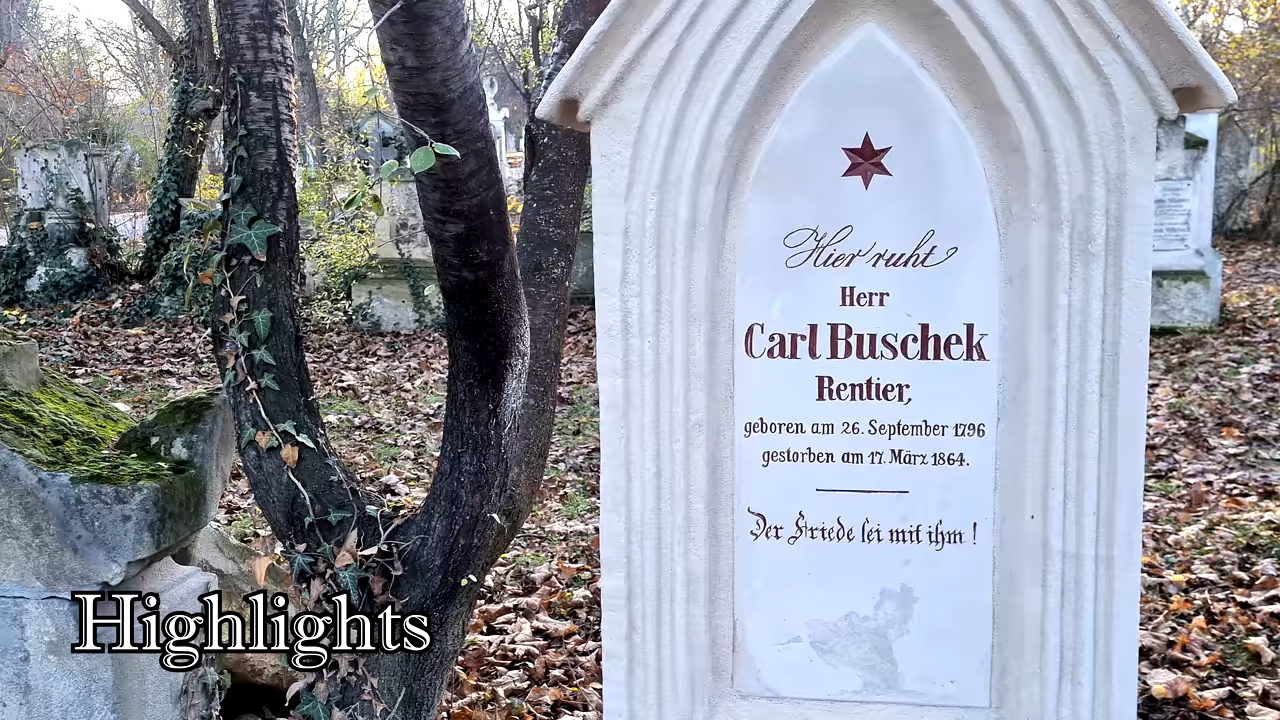 Hier ruht
Herr
Carl Buschek
Rentier,
geboren am 26. September 1796
gestorben am 17. März 1864.
Der Friede sei mit ihm!
Highlights